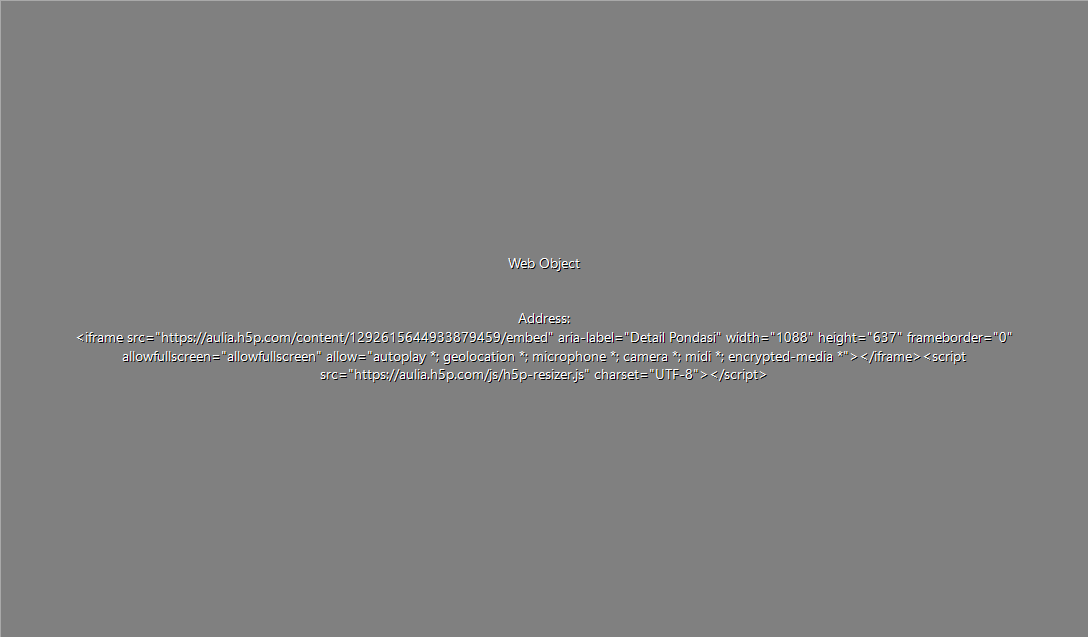 Web Object
Address:
<iframe src="https://aulia.h5p.com/content/1292615644933879459/embed" aria-label="Detail Pondasi" width="1088" height="637" frameborder="0"
allowfullscreen="allowfullscreen" allow="autoplay *; geolocation *; microphone *; camera *; midi *; encrypted-media *"></iframe><script
src="https://aulia.h5p.com/js/h5p-resizer.js" charset="UTF-8"></script>